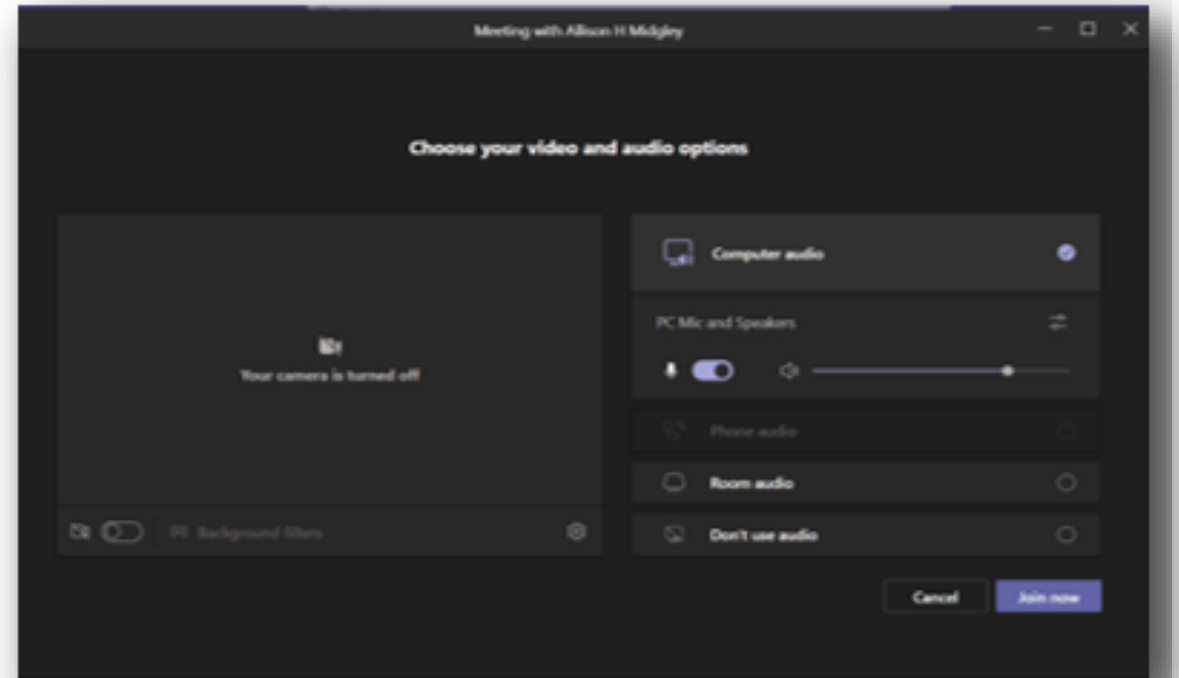 Meeting with Allison H Midgley
Choose your video and audio options
Your camera is turned off
Background filters
Computer audio
PC Mic and Speakers
Phone audio
Room audio
Don't use audio
Cancel
Join now